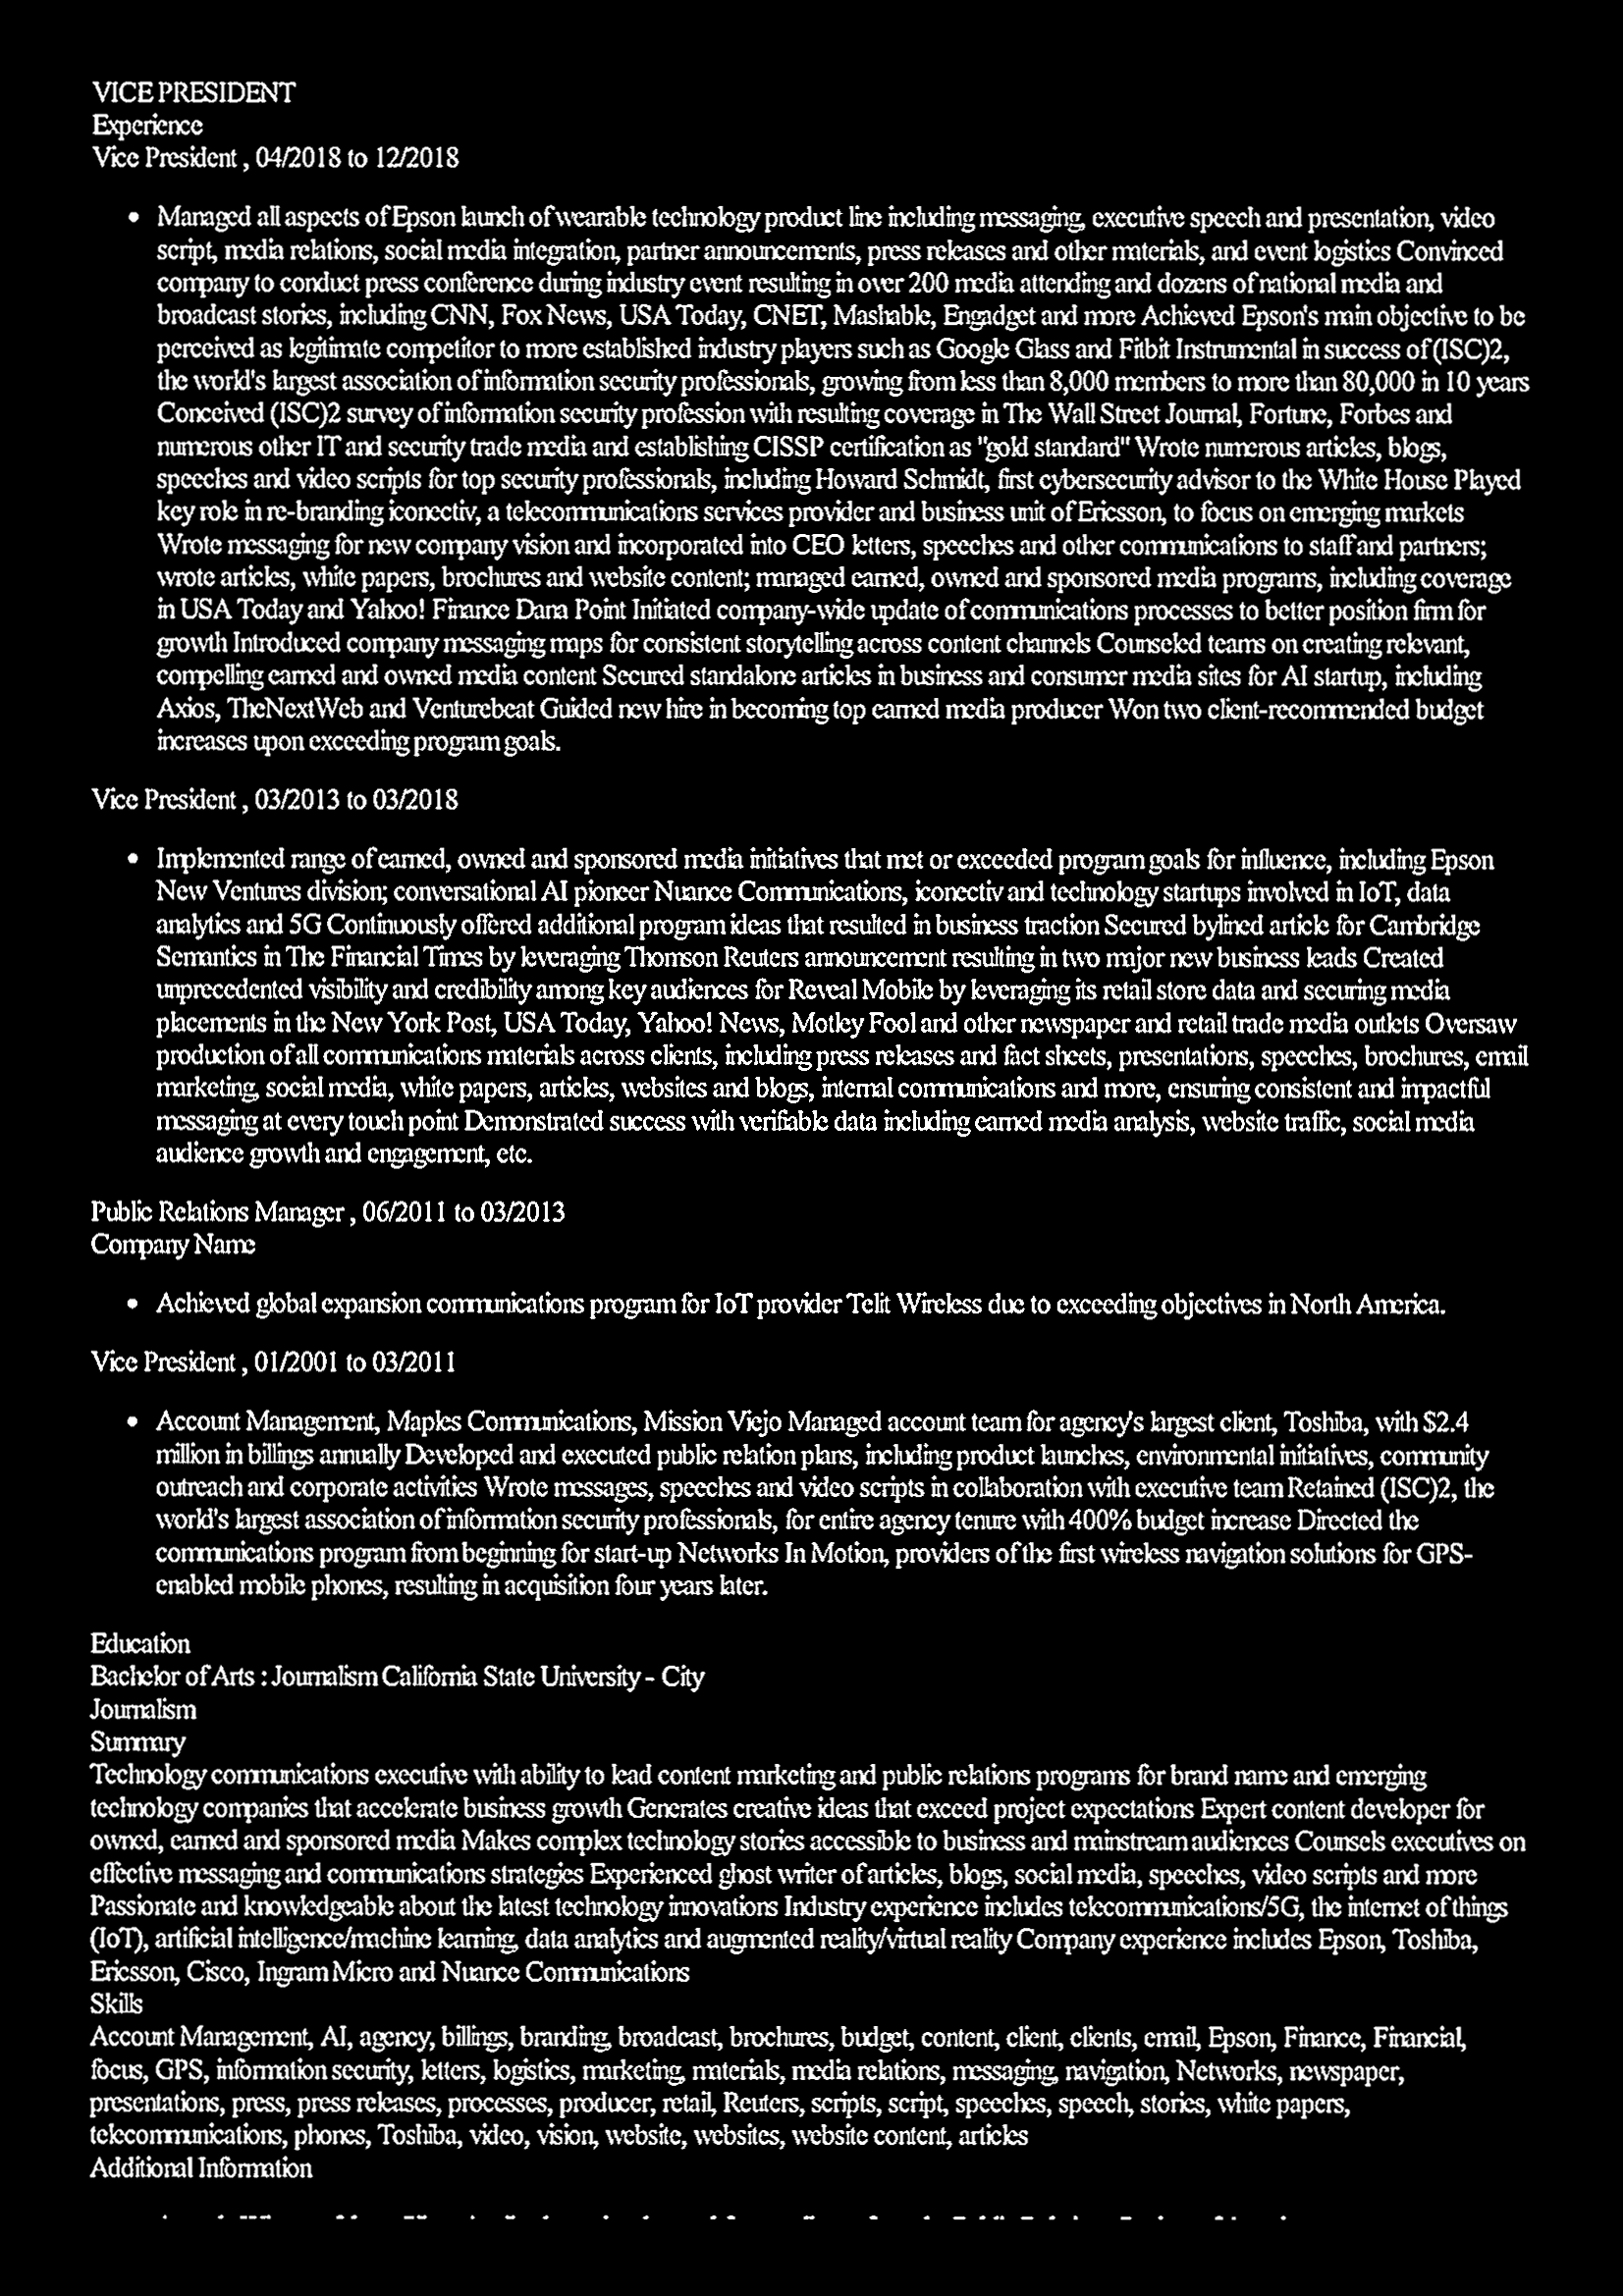 VICE PRESIDENT
Experience
Vice President , 04/2018 to 12/2018
• Managed all aspects of Epson launch of wearable technology product line including messaging, executive speech and presentation, video
script, media relations, social media integration, partner announcements, press releases and other materials, and event logistics Convinced
company to conduct press conference during industry event resulting in over 200 media attending and dozens of national media and
broadcast stories, including CNN, Fox News, USA Today, CNET, Mashable, Engadget and more Achieved Epson's main objective to be
perceived as legitimate competitor to more established industry players such as Google Glass and Fitbit Instrumental in success of (ISC)2,
the world's largest association of information security professionals, growing from less than 8,000 members to more than 80,000 in 10 years
Conceived (ISC)2 survey of information security profession with resulting coverage in The Wall Street Journal, Fortune, Forbes and
numerous other IT and security trade media and establishing CISSP certification as "gold standard" Wrote numerous articles, blogs,
speeches and video scripts for top security professionals, including Howard Schmidt, first cybersecurity advisor to the White House Played
key role in re-branding iconectiv, a telecommunications services provider and business unit of Ericsson, to focus on emerging markets
Wrote messaging for new company vision and incorporated into CEO letters, speeches and other communications to staff and partners;
wrote articles, white papers, brochures and website content; managed earned, owned and sponsored media programs, including coverage
in USA Today and Yahoo! Finance Dana Point Initiated company-wide update of communications processes to better position firm for
growth Introduced company messaging maps for consistent storytelling across content channels Counseled teams on creating relevant,
compelling earned and owned media content Secured standalone articles in business and consumer media sites for AI startup, including
Axios, TheNextWeb and Venturebeat Guided new hire in becoming top earned media producer Won two client-recommended budget
increases upon exceeding program goals.
Vice President , 03/2013 to 03/2018
• Implemented range of earned, owned and sponsored media initiatives that met or exceeded program goals for influence, including Epson
New Ventures division; conversational AI pioneer Nuance Communications, iconectiv and technology startups involved in IoT, data
analytics and 5G Continuously offered additional program ideas that resulted in business traction Secured bylined article for Cambridge
Semantics in The Financial Times by leveraging Thomson Reuters announcement resulting in two major new business leads Created
unprecedented visibility and credibility among key audiences for Reveal Mobile by leveraging its retail store data and securing media
placements in the New York Post, USA Today, Yahoo! News, Motley Fool and other newspaper and retail trade media outlets Oversaw
production of all communications materials across clients, including press releases and fact sheets, presentations, speeches, brochures, email
marketing, social media, white papers, articles, websites and blogs, internal communications and more, ensuring consistent and impactful
messaging at every touch point Demonstrated success with verifiable data including earned media analysis, website traffic, social media
audience growth and engagement, etc.
Public Relations Manager , 06/2011 to 03/2013
Company Name
• Achieved global expansion communications program for IoT provider Telit Wireless due to exceeding objectives in North America.
Vice President , 01/2001 to 03/2011
• Account Management, Maples Communications, Mission Viejo Managed account team for agency's largest client, Toshiba, with $2.4
million in billings annually Developed and executed public relation plans, including product launches, environmental initiatives, community
outreach and corporate activities Wrote messages, speeches and video scripts in collaboration with executive team Retained (ISC)2, the
world's largest association of information security professionals, for entire agency tenure with 400% budget increase Directed the
communications program from beginning for start-up Networks In Motion, providers of the first wireless navigation solutions for GPS-
enabled mobile phones, resulting in acquisition four years later.
Education
Bachelor of Arts : Journalism California State University - City
Journalism
Summary
Technology communications executive with ability to lead content marketing and public relations programs for brand name and emerging
technology companies that accelerate business growth Generates creative ideas that exceed project expectations Expert content developer for
owned, earned and sponsored media Makes complex technology stories accessible to business and mainstream audiences Counsels executives on
effective messaging and communications strategies Experienced ghost writer of articles, blogs, social media, speeches, video scripts and more
Passionate and knowledgeable about the latest technology innovations Industry experience includes telecommunications/5G, the internet of things
(IoT), artificial intelligence/machine learning, data analytics and augmented reality/virtual reality Company experience includes Epson, Toshiba,
Ericsson, Cisco, Ingram Micro and Nuance Communications
Skills
Account Management, AI, agency, billings, branding, broadcast, brochures, budget, content, client, clients, email, Epson, Finance, Financial,
focus, GPS, information security, letters, logistics, marketing, materials, media relations, messaging, navigation, Networks, newspaper,
presentations, press, press releases, processes, producer, retail, Reuters, scripts, script, speeches, speech, stories, white papers,
telecommunications, phones, Toshiba, video, vision, website, websites, website content, articles
Additional Information